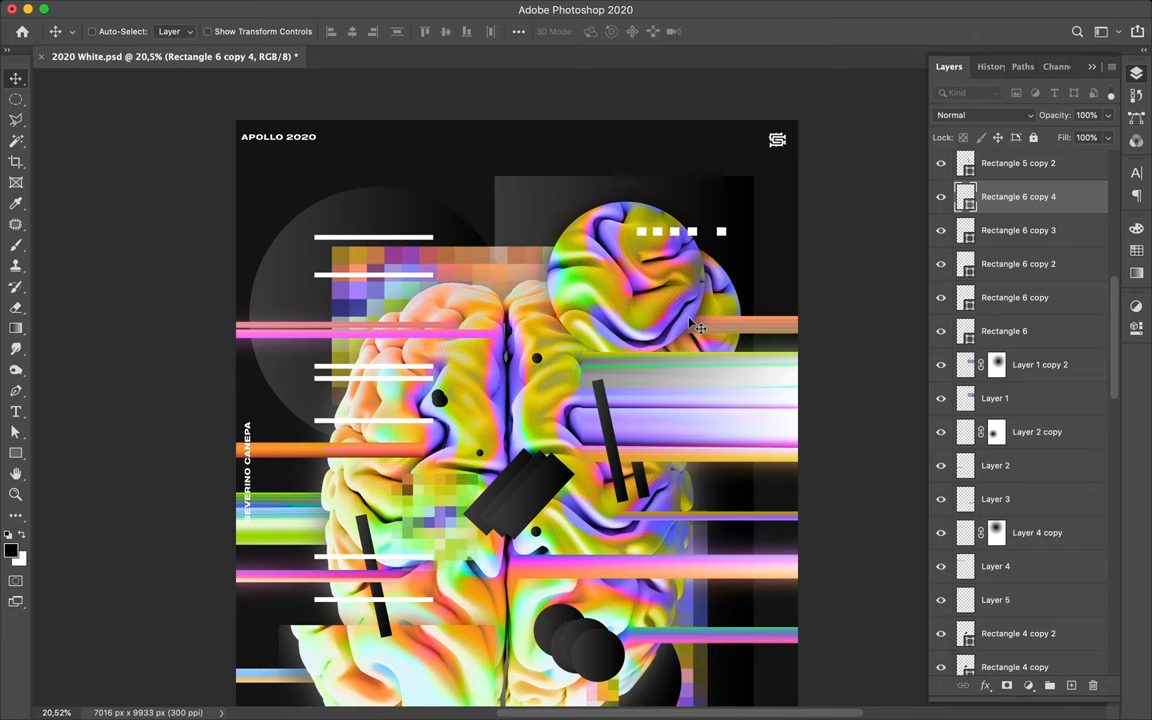 Adobe Photoshop 2020
Auto-Select: Layer Show Transform Controls 3D Mode:
2020 White.psd @ 20,5% (Rectangle 6 copy 4, RGB/8) *
Layers History Paths Chann
Kind
Normal Opacity: 100%
Lock: Fill: 100%
Rectangle 5 copy 2
Rectangle 6 copy 4
Rectangle 6 copy 3
Rectangle 6 copy 2
Rectangle 6 copy
Rectangle 6
Layer 1 copy 2
Layer 1
Layer 2 copy
Layer 2
Layer 3
Layer 4 copy
Layer 4
Layer 5
Rectangle 4 copy 2
Rectangle 4 copy
APOLLO 2020
SEVERINO CANEPA
20,52% 7016 px x 9933 px (300 ppi)